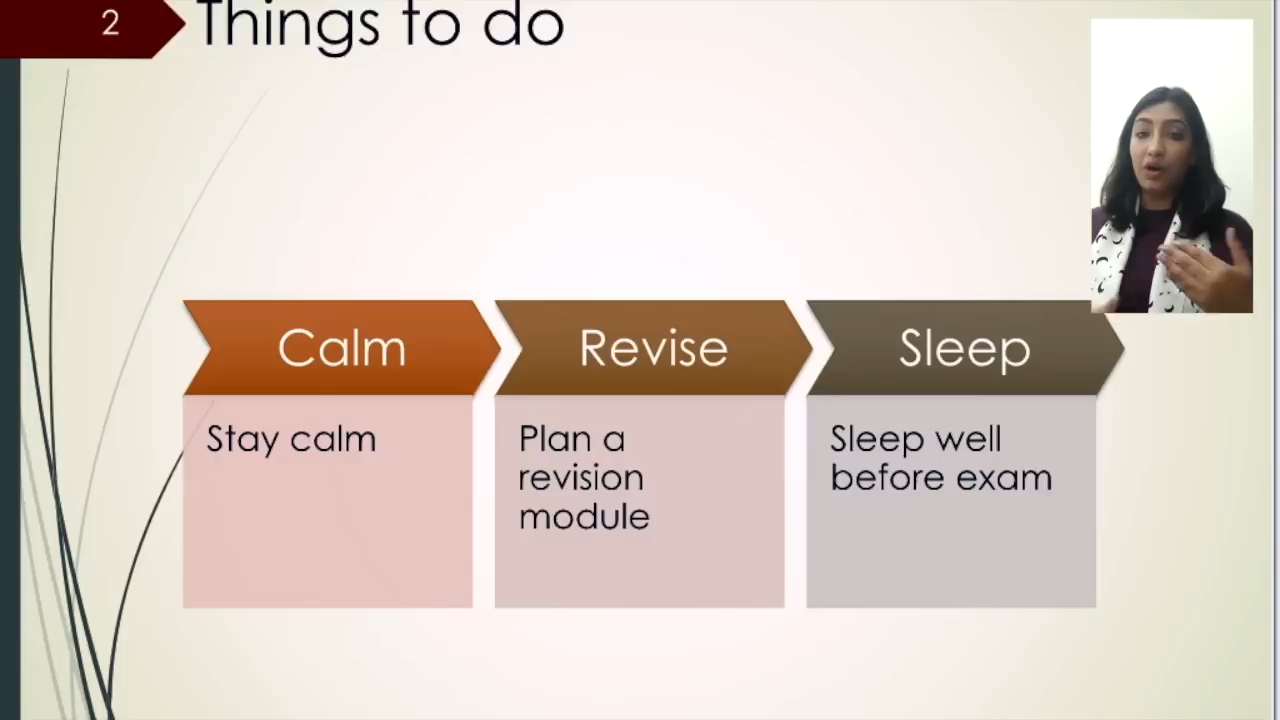 2
Things to do
Calm
Stay calm
Revise
Plan a
revision
module
Sleep
Sleep well
before exam